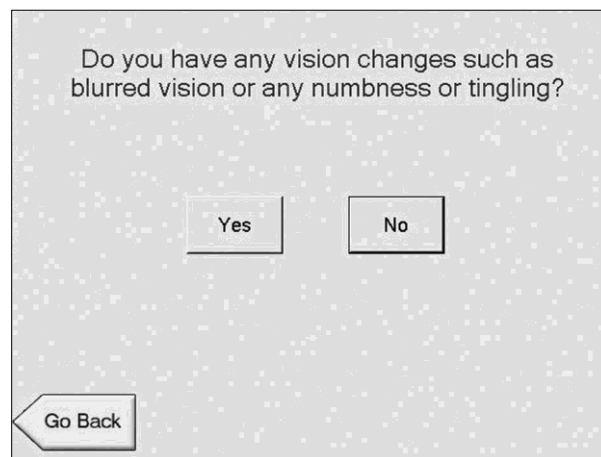 Do you have any vision changes such as
blurred vision or any numbness or tingling?
Yes No
Go Back